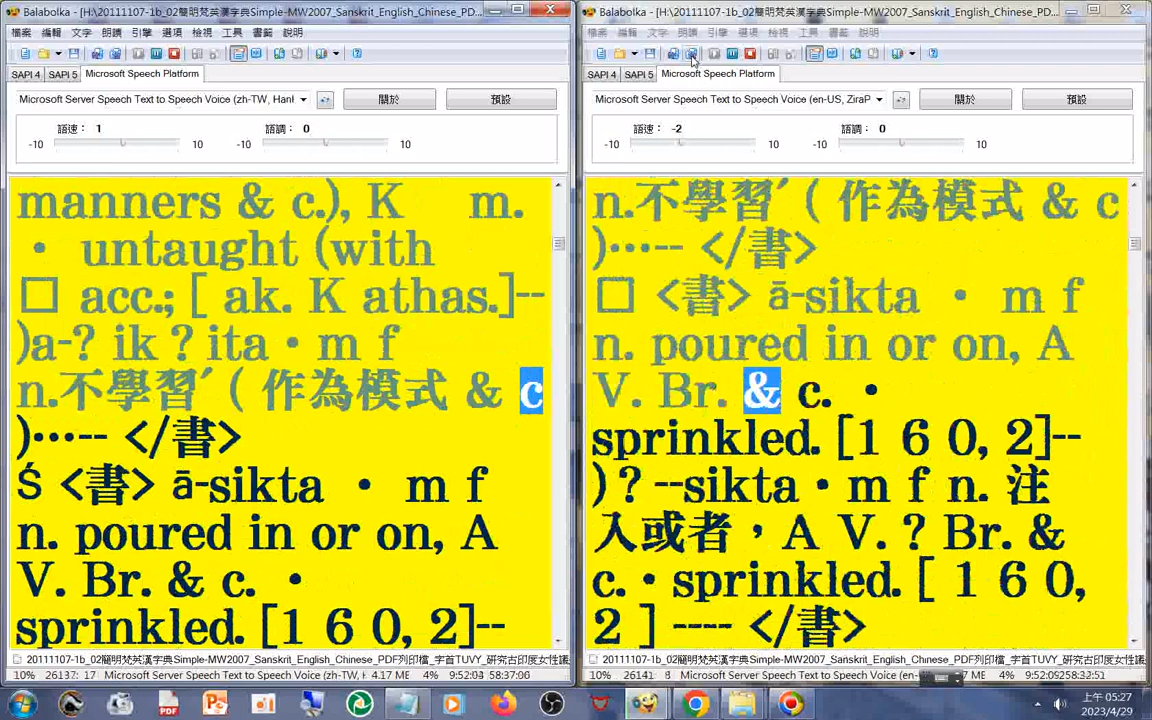 Balabolka - [H:\20111107-1b_02簡明梵英漢字典Simple-MW2007_Sanskrit_English_Chinese_PD...
檔案 編輯 文字 朗讀 引擎 選項 檢視 工具 書籤 說明
SAPI 4 SAPI 5 Microsoft Speech Platform
Microsoft Server Speech Text to Speech Voice (zh-TW, Hanl
關於 預設
語速: 1 語調: 0
-10 10 -10 10
manners & c.), K m.
• untaught (with
□ acc.; [ ak. K athas.]--
)a-? ik ? ita • m f
n.不學習′( 作為模式 & c
)⋯-- </書>
Ś <書> ā-sikta • m f
n. poured in or on, A
V. Br. & c. •
sprinkled. [1 6 0, 2]--
20111107-1b_02簡明梵英漢字典Simple-MW2007_Sanskrit_English_Chinese_PDF列印檔_字首TUVY_研究古印度女性議
10% 26137: 17 Microsoft Server Speech Text to Speech Voice (zh-TW, 4.17 ME 4% 9:52:04 58:37:00
Balabolka - [H:\20111107-1b_02簡明梵英漢字典Simple-MW2007_Sanskrit_English_Chinese_PD...
檔案 編輯 文字 朗讀 引擎 選項 檢視 工具 書籤 說明
SAPI 4 SAPI 5 Microsoft Speech Platform
Microsoft Server Speech Text to Speech Voice (en-US, ZiraP
關於 預設
語速: -2 語調: 0
-10 10 -10 10
n.不學習′( 作為模式 & c
)⋯-- </書>
□ <書> ā-sikta • m f
n. poured in or on, A
V. Br. & c. •
sprinkled. [1 6 0, 2]--
)? --sikta • m f n. 注
入或者，A V. ? Br. &
c. • sprinkled. [ 1 6 0,
2 ] ---- </書>
20111107-1b_02簡明梵英漢字典Simple-MW2007_Sanskrit_English_Chinese_PDF列印檔_字首TUVY_研究古印度女性議
10% 26141: 8 Microsoft Server Speech Text to Speech Voice (en- ME 4% 9:52:09 58:32:51
上午 05:27
2023/4/29